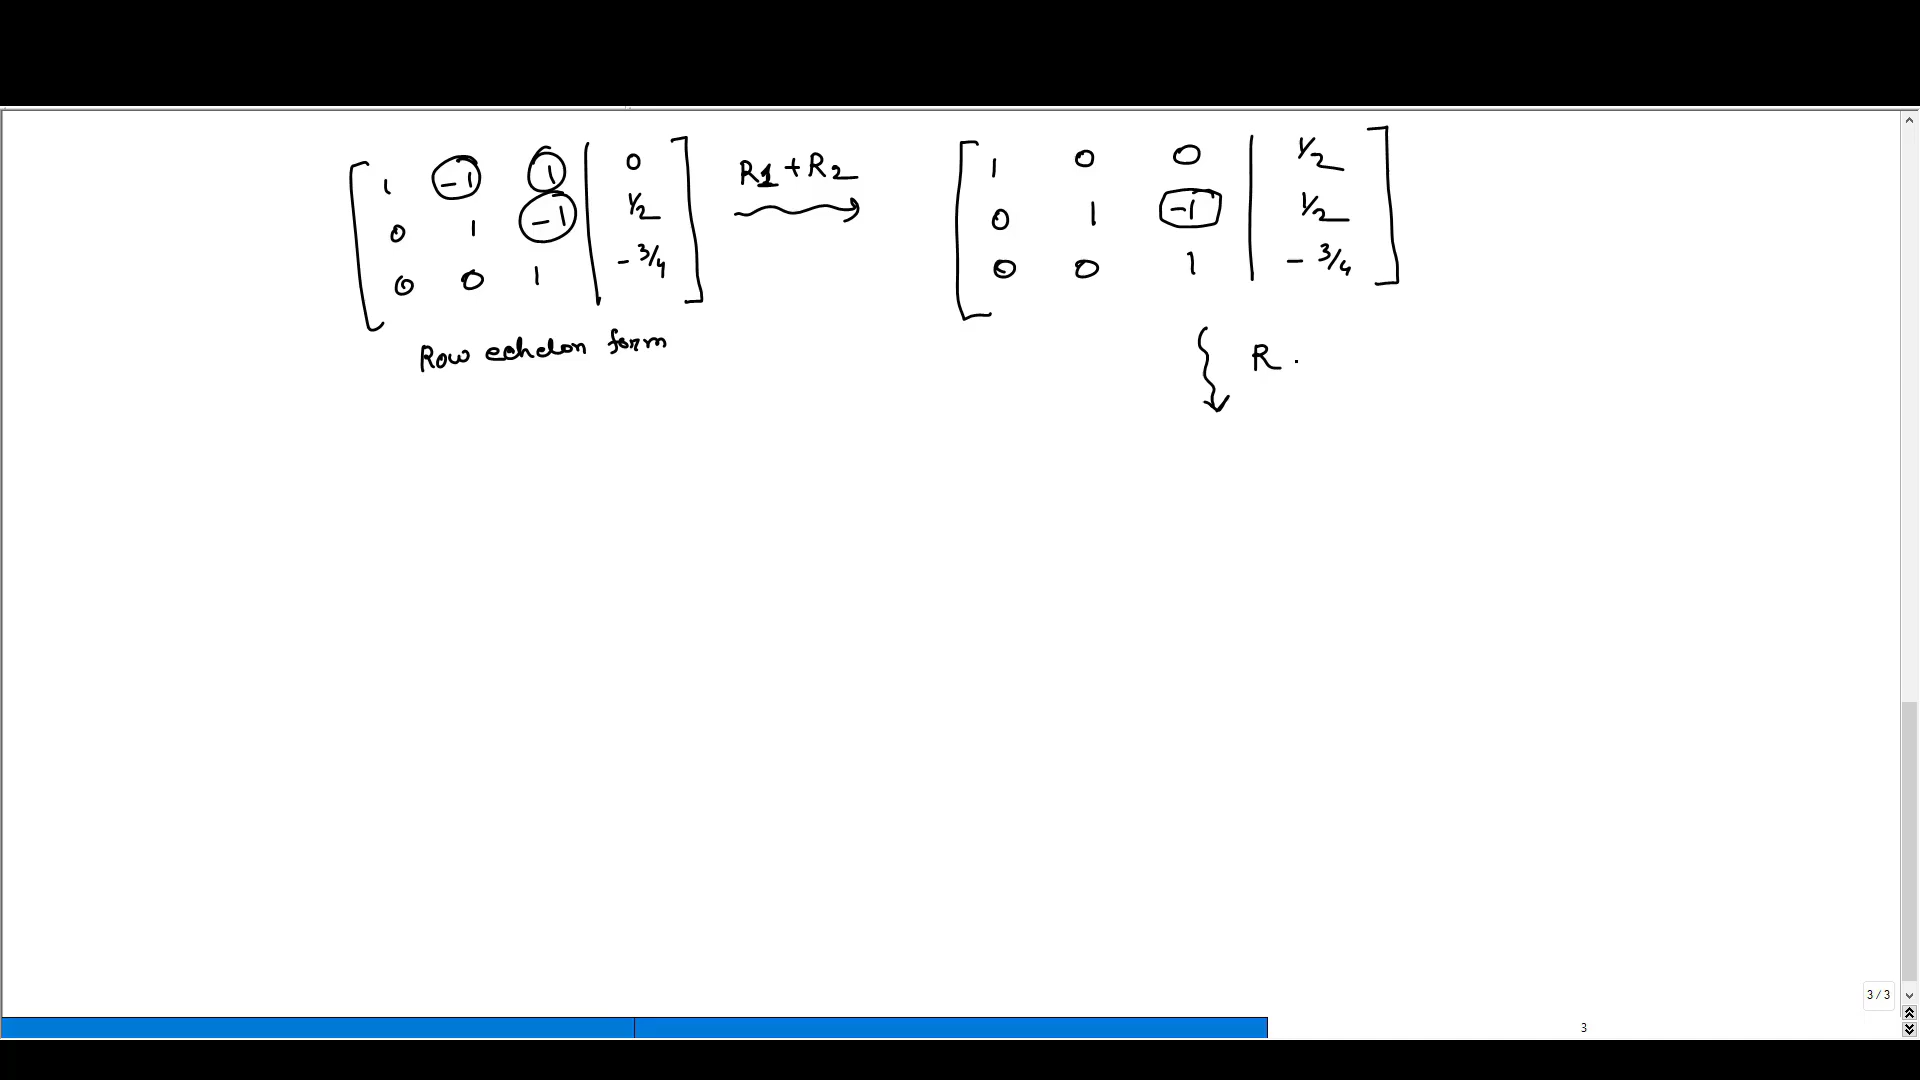 1 -1 1 | 0
0 1 -1 | 1/2
0 0 1 | -3/4
Row echelon form
R1 + R2
1 0 0 | 1/2
0 1 -1 | 1/2
0 0 1 | -3/4
R
3 / 3
3